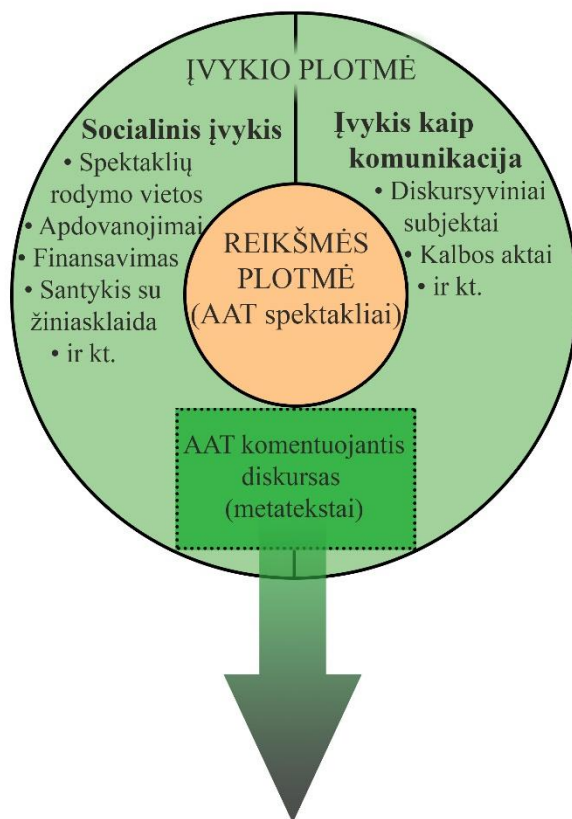 ĮVYKIO PLOTMĖ
Socialinis įvykis
• Spektaklių
rodymo vietos
• Apdovanojimai
• Finansavimas
• Santykis su
žiniasklaida
• ir kt.
Įvykis kaip
komunikacija
• Diskursyviniai
subjektai
• Kalbos aktai
• ir kt.
REIKŠMĖS
PLOTMĖ
(AAT spektakliai)
AAT komentuojantis
diskursas
(metatekstai)